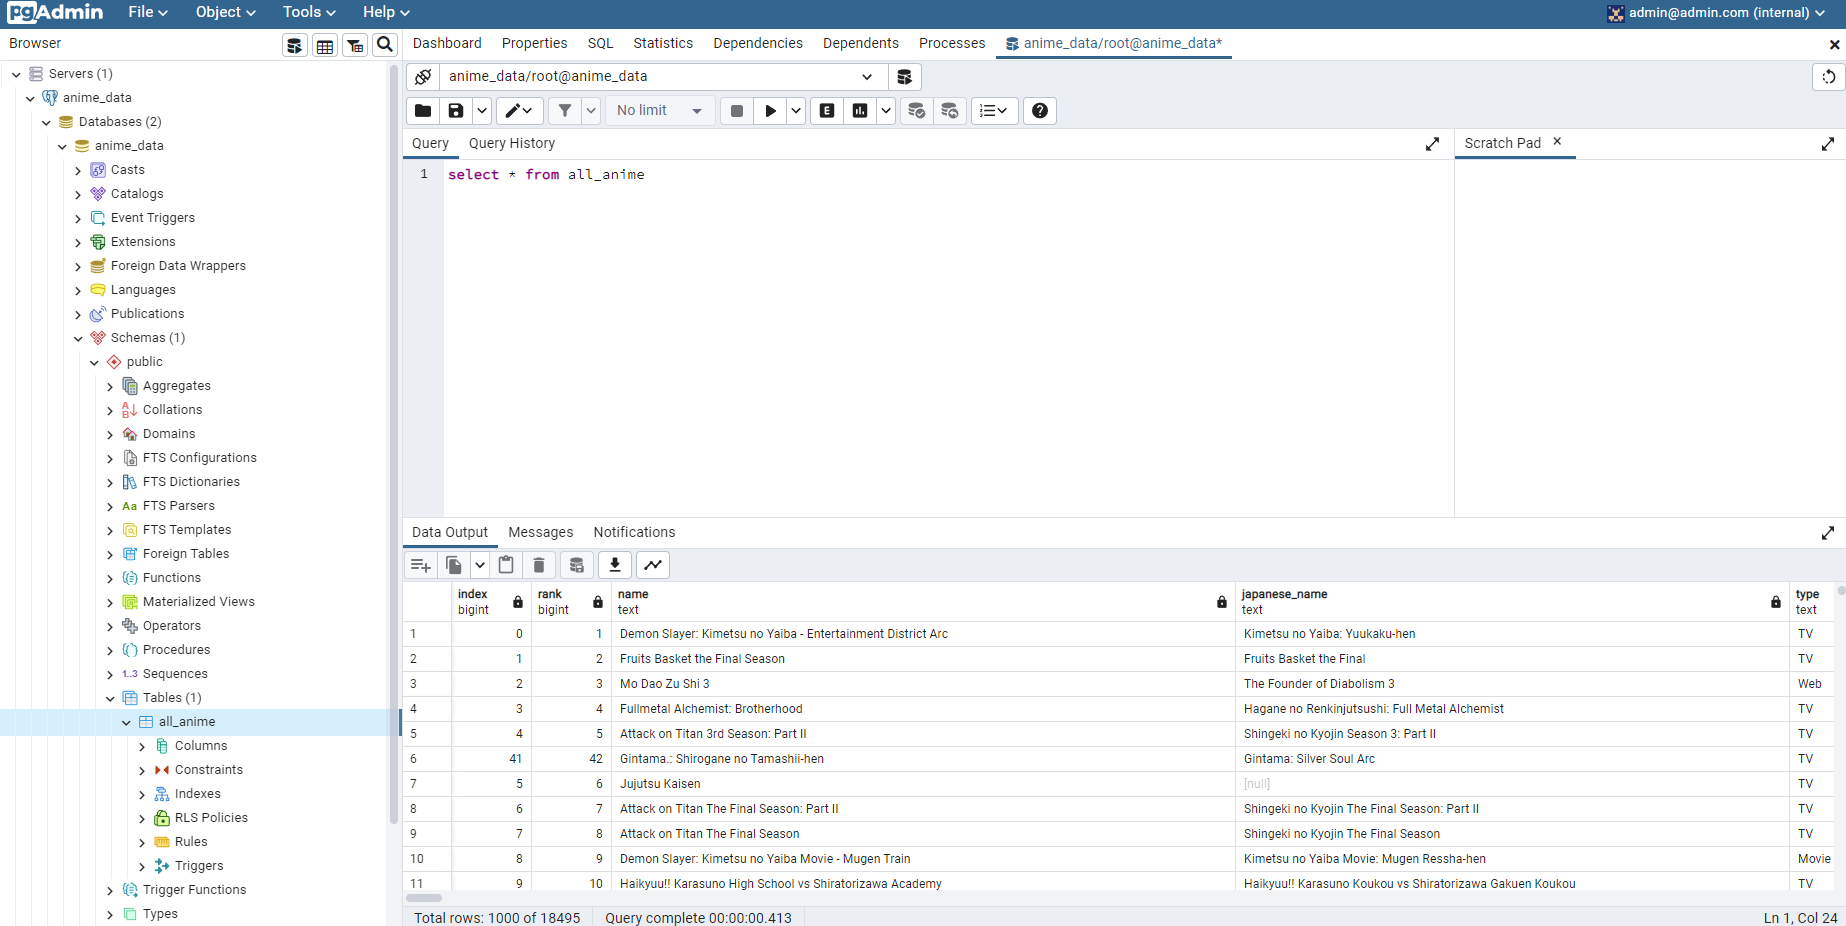 pgAdmin File Object Tools Help admin@admin.com (internal)
Browser
Dashboard Properties SQL Statistics Dependencies Dependents Processes anime_data/root@anime_data*
Servers (1)
anime_data
Databases (2)
anime_data
Casts
Catalogs
Event Triggers
Extensions
Foreign Data Wrappers
Languages
Publications
Schemas (1)
public
Aggregates
Collations
Domains
FTS Configurations
FTS Dictionaries
Aa FTS Parsers
FTS Templates
Foreign Tables
Functions
Materialized Views
Operators
Procedures
1..3 Sequences
Tables (1)
all_anime
Columns
Constraints
Indexes
RLS Policies
Rules
Triggers
Trigger Functions
Types
anime_data/root@anime_data
No limit
E
Query Query History
Scratch Pad
1 select * from all_anime
Data Output Messages Notifications
index bigint rank bigint name text japanese_name text type text
1 0 1 Demon Slayer: Kimetsu no Yaiba - Entertainment District Arc Kimetsu no Yaiba: Yuukaku-hen TV
2 1 2 Fruits Basket the Final Season Fruits Basket the Final TV
3 2 3 Mo Dao Zu Shi 3 The Founder of Diabolism 3 Web
4 3 4 Fullmetal Alchemist: Brotherhood Hagane no Renkinjutsushi: Full Metal Alchemist TV
5 4 5 Attack on Titan 3rd Season: Part II Shingeki no Kyojin Season 3: Part II TV
6 41 42 Gintama.: Shirogane no Tamashii-hen Gintama: Silver Soul Arc TV
7 5 6 Jujutsu Kaisen [null] TV
8 6 7 Attack on Titan The Final Season: Part II Shingeki no Kyojin The Final Season: Part II TV
9 7 8 Attack on Titan The Final Season Shingeki no Kyojin The Final Season TV
10 8 9 Demon Slayer: Kimetsu no Yaiba Movie - Mugen Train Kimetsu no Yaiba Movie: Mugen Ressha-hen Movie
11 9 10 Haikyuu!! Karasuno High School vs Shiratorizawa Academy Haikyuu!! Karasuno Koukou vs Shiratorizawa Gakuen Koukou TV
Total rows: 1000 of 18495 Query complete 00:00:00.413 Ln 1, Col 24